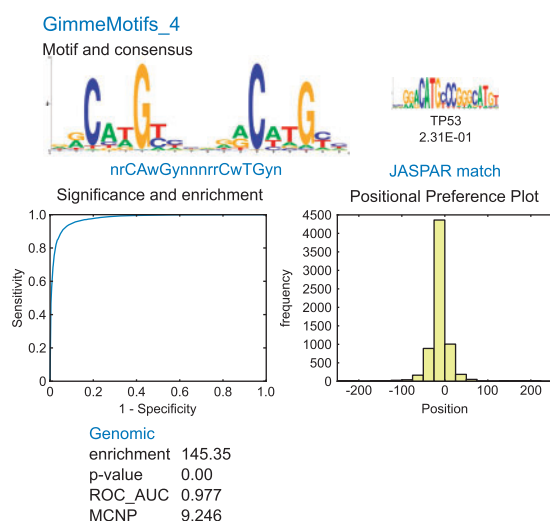 GimmeMotifs_4
Motif and consensus
TP53
2.31E-01
nrCAwGynnnrrCwTGyn
JASPAR match
Significance and enrichment
Positional Preference Plot
1.0
0.8
0.6
0.4
0.2
0
0 0.2 0.4 0.6 0.8 1.0
Sensitivity
1 - Specificity
4500
4000
3500
3000
2500
2000
1500
1000
500
0
-200 -100 0 100 200
frequency
Position
Genomic
enrichment 145.35
p-value 0.00
ROC_AUC 0.977
MCNP 9.246